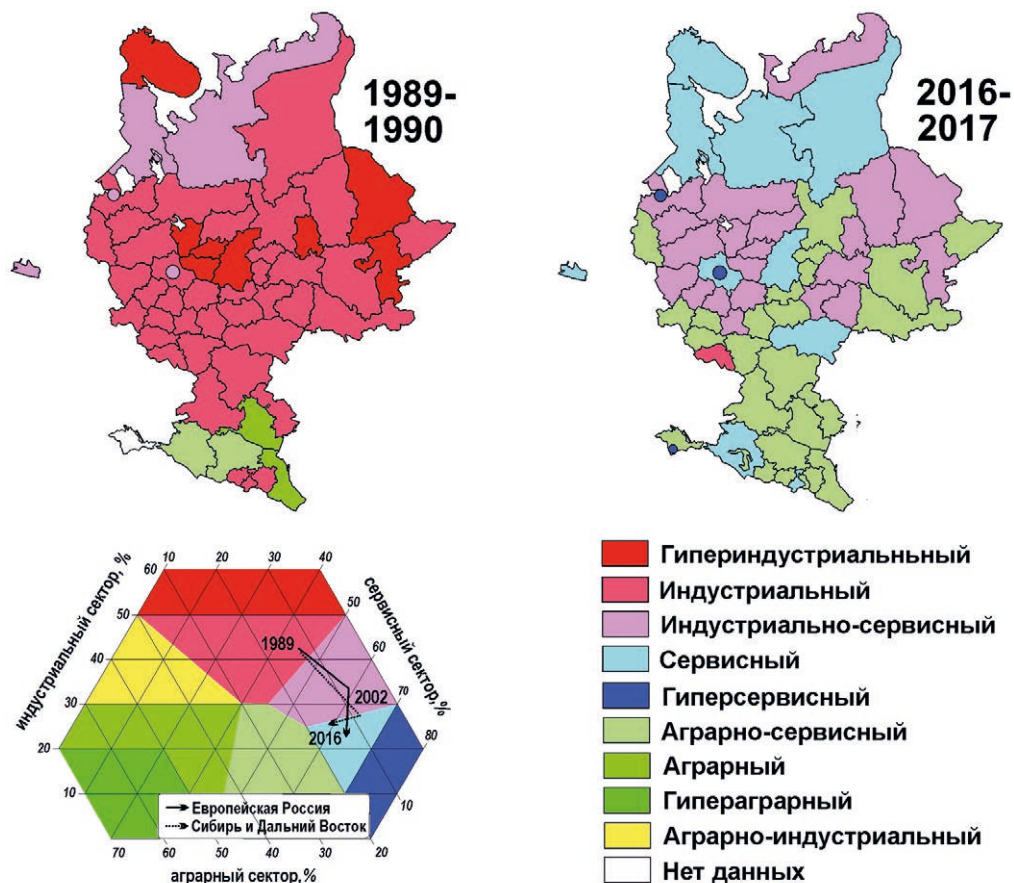 1989-
1990
2016-
2017
индустриальный сектор, %
сервисный сектор, %
аграрный сектор, %
10
20
30
40
60
50
50
40
60
30
70
20
80
10
10
70
60
50
40
30
20
1989
2002
2016
Европейская Россия
Сибирь и Дальний Восток
Гипериндустриальньный
Индустриальный
Индустриально-сервисный
Сервисный
Гиперсервисный
Аграрно-сервисный
Аграрный
Гипераграрный
Аграрно-индустриальный
Нет данных